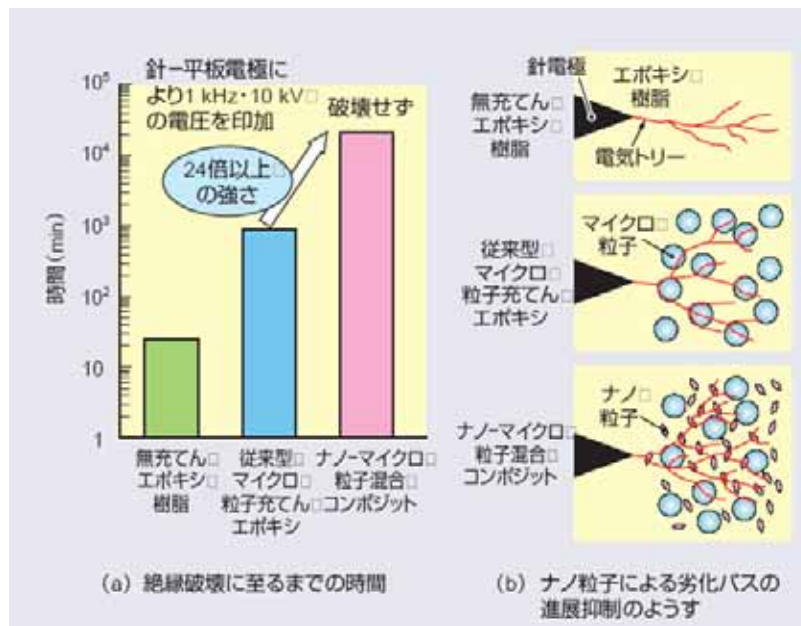 針ー平板電極に
より1 kHz・10 kV□
の電圧を印加
破壊せず
24倍以上□
の強さ
時間(min)
10⁵
10⁴
10³
10²
10
1
無充てん□
エポキシ□
樹脂
従来型□
マイクロ□
粒子充てん□
エポキシ
ナノ−マイクロ□
粒子混合□
コンポジット
(a) 絶縁破壊に至るまでの時間
針電極
エポキシ□
樹脂
無充てん□
エポキシ□
樹脂
電気トリー
マイクロ□
粒子
従来型□
マイクロ□
粒子充てん□
エポキシ
ナノ□
粒子
ナノ−マイクロ□
粒子混合□
コンポジット
(b) ナノ粒子による劣化パスの
進展抑制のようす